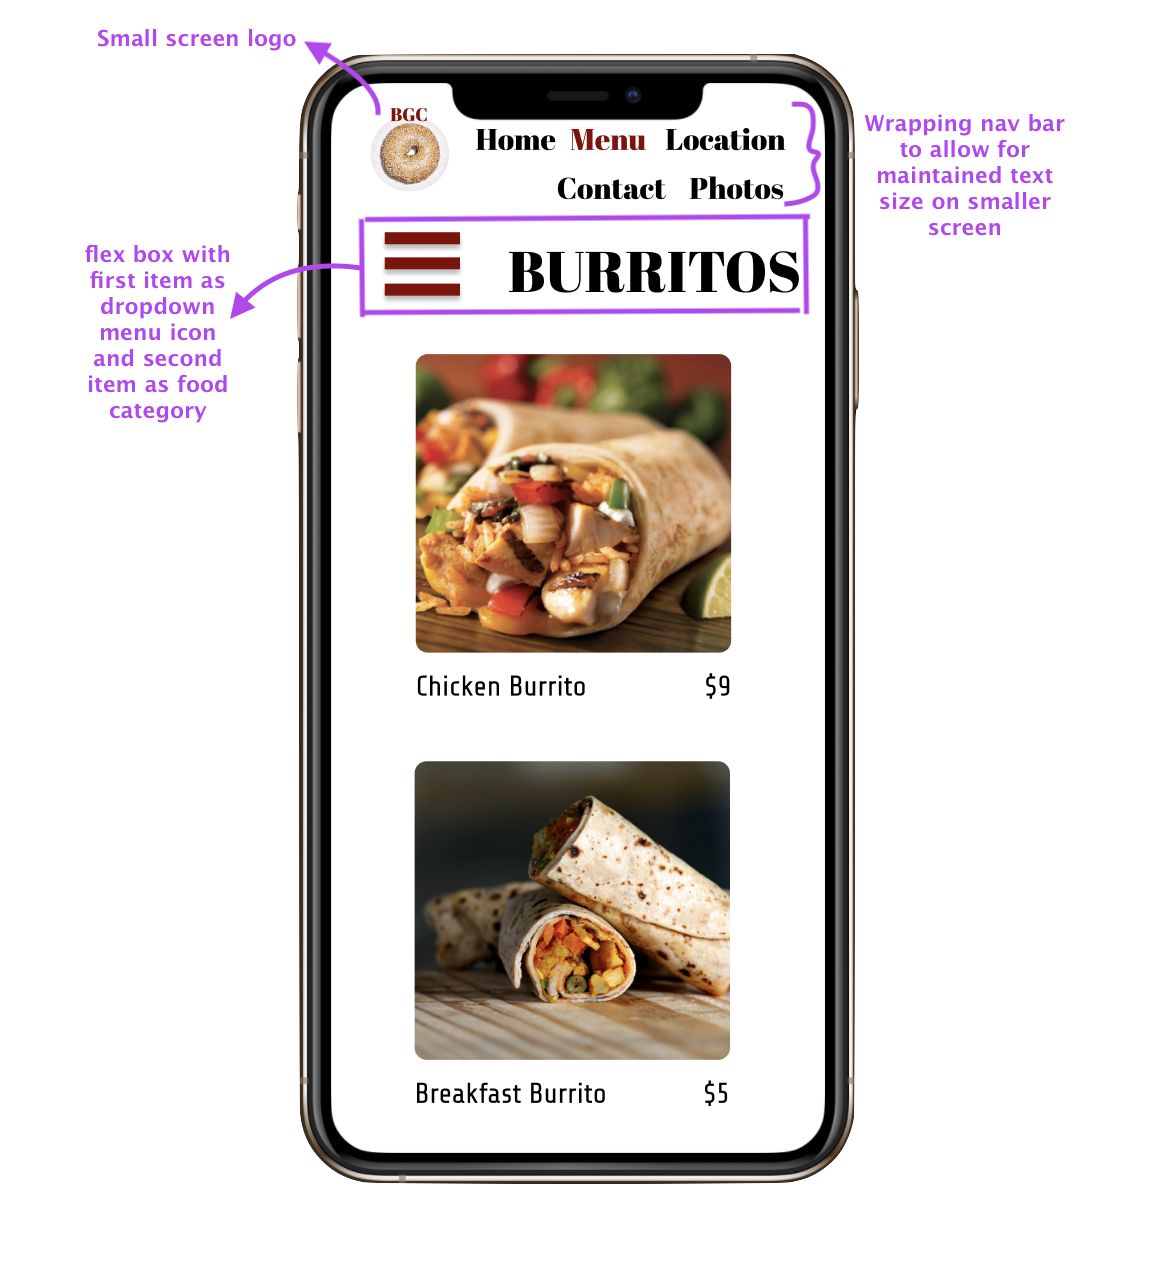 Small screen logo
BGC
Home Menu Location
Contact Photos
Wrapping nav bar
to allow for
maintained text
size on smaller
screen
flex box with
first item as
dropdown
menu icon
and second
item as food
category
BURRITOS
Chicken Burrito $9
Breakfast Burrito $5